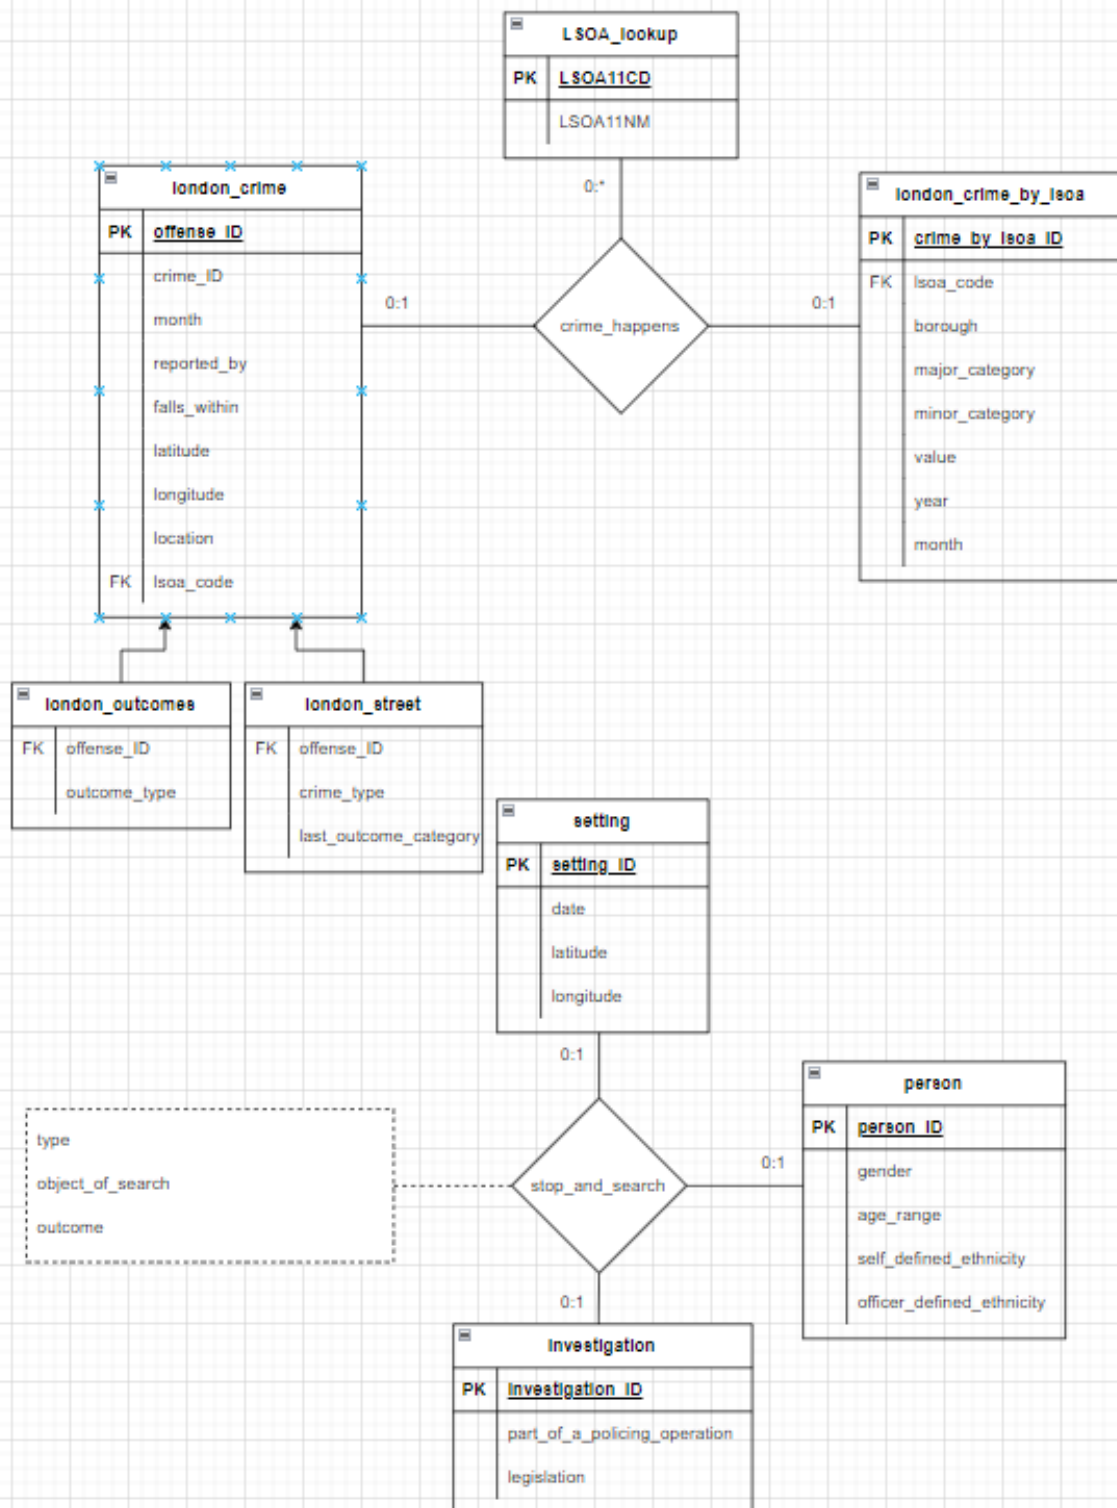 LSOA_lookup
PK LSOA11CD
LSOA11NM
0:*
london_crime
PK offense_ID
crime_ID
month
reported_by
falls_within
latitude
longitude
location
FK lsoa_code
0:1
crime_happens
0:1
london_crime_by_lsoa
PK crime_by_lsoa_ID
FK lsoa_code
borough
major_category
minor_category
value
year
month
london_outcomes
FK offense_ID
outcome_type
london_street
FK offense_ID
crime_type
last_outcome_category
setting
PK setting_ID
date
latitude
longitude
0:1
type
object_of_search
outcome
stop_and_search
0:1
person
PK person_ID
gender
age_range
self_defined_ethnicity
officer_defined_ethnicity
0:1
investigation
PK investigation_ID
part_of_a_policing_operation
legislation